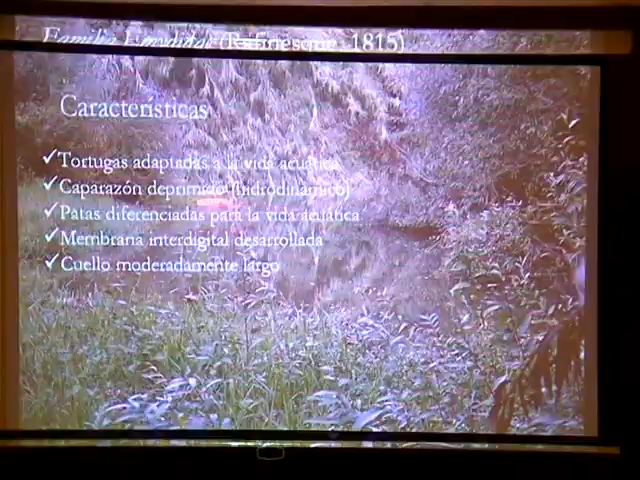 Familia Emydidae (Rafinesque, 1815)
Características
✓Tortugas adaptadas a la vida acuática
✓Caparazón deprimido (hidrodinámico)
✓Patas diferenciadas para la vida acuática
✓Membrana interdigital desarrollada
✓Cuello moderadamente largo